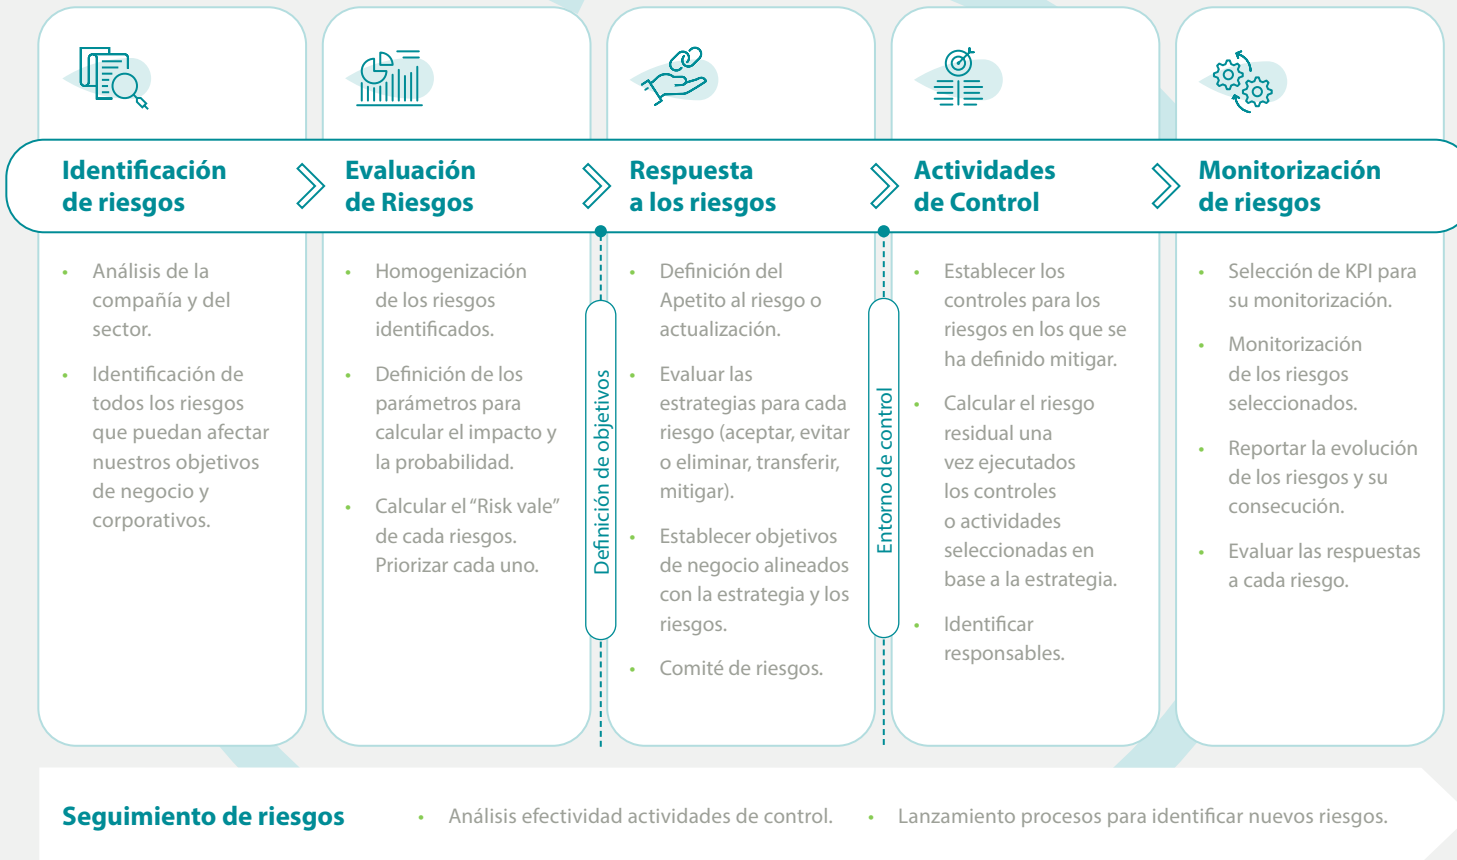 Identificación
de riesgos
Evaluación
de Riesgos
Respuesta
a los riesgos
Actividades
de Control
Monitorización
de riesgos
• Análisis de la
compañía y del
sector.
• Identificación de
todos los riesgos
que puedan afectar
nuestros objetivos
de negocio y
corporativos.
• Homogenización
de los riesgos
identificados.
• Definición de los
parámetros para
calcular el impacto y
la probabilidad.
• Calcular el “Risk vale”
de cada riesgos.
Priorizar cada uno.
Definición de objetivos
• Definición del
Apetito al riesgo o
actualización.
• Evaluar las
estrategias para cada
riesgo (aceptar, evitar
o eliminar, transferir,
mitigar).
• Establecer objetivos
de negocio alineados
con la estrategia y los
riesgos.
• Comité de riesgos.
Entorno de control
• Establecer los
controles para los
riesgos en los que se
ha definido mitigar.
• Calcular el riesgo
residual una
vez ejecutados
los controles
o actividades
seleccionadas en
base a la estrategia.
• Identificar
responsables.
• Selección de KPI para
su monitorización.
• Monitorización
de los riesgos
seleccionados.
• Reportar la evolución
de los riesgos y su
consecución.
• Evaluar las respuestas
a cada riesgo.
Seguimiento de riesgos
• Análisis efectividad actividades de control.
• Lanzamiento procesos para identificar nuevos riesgos.